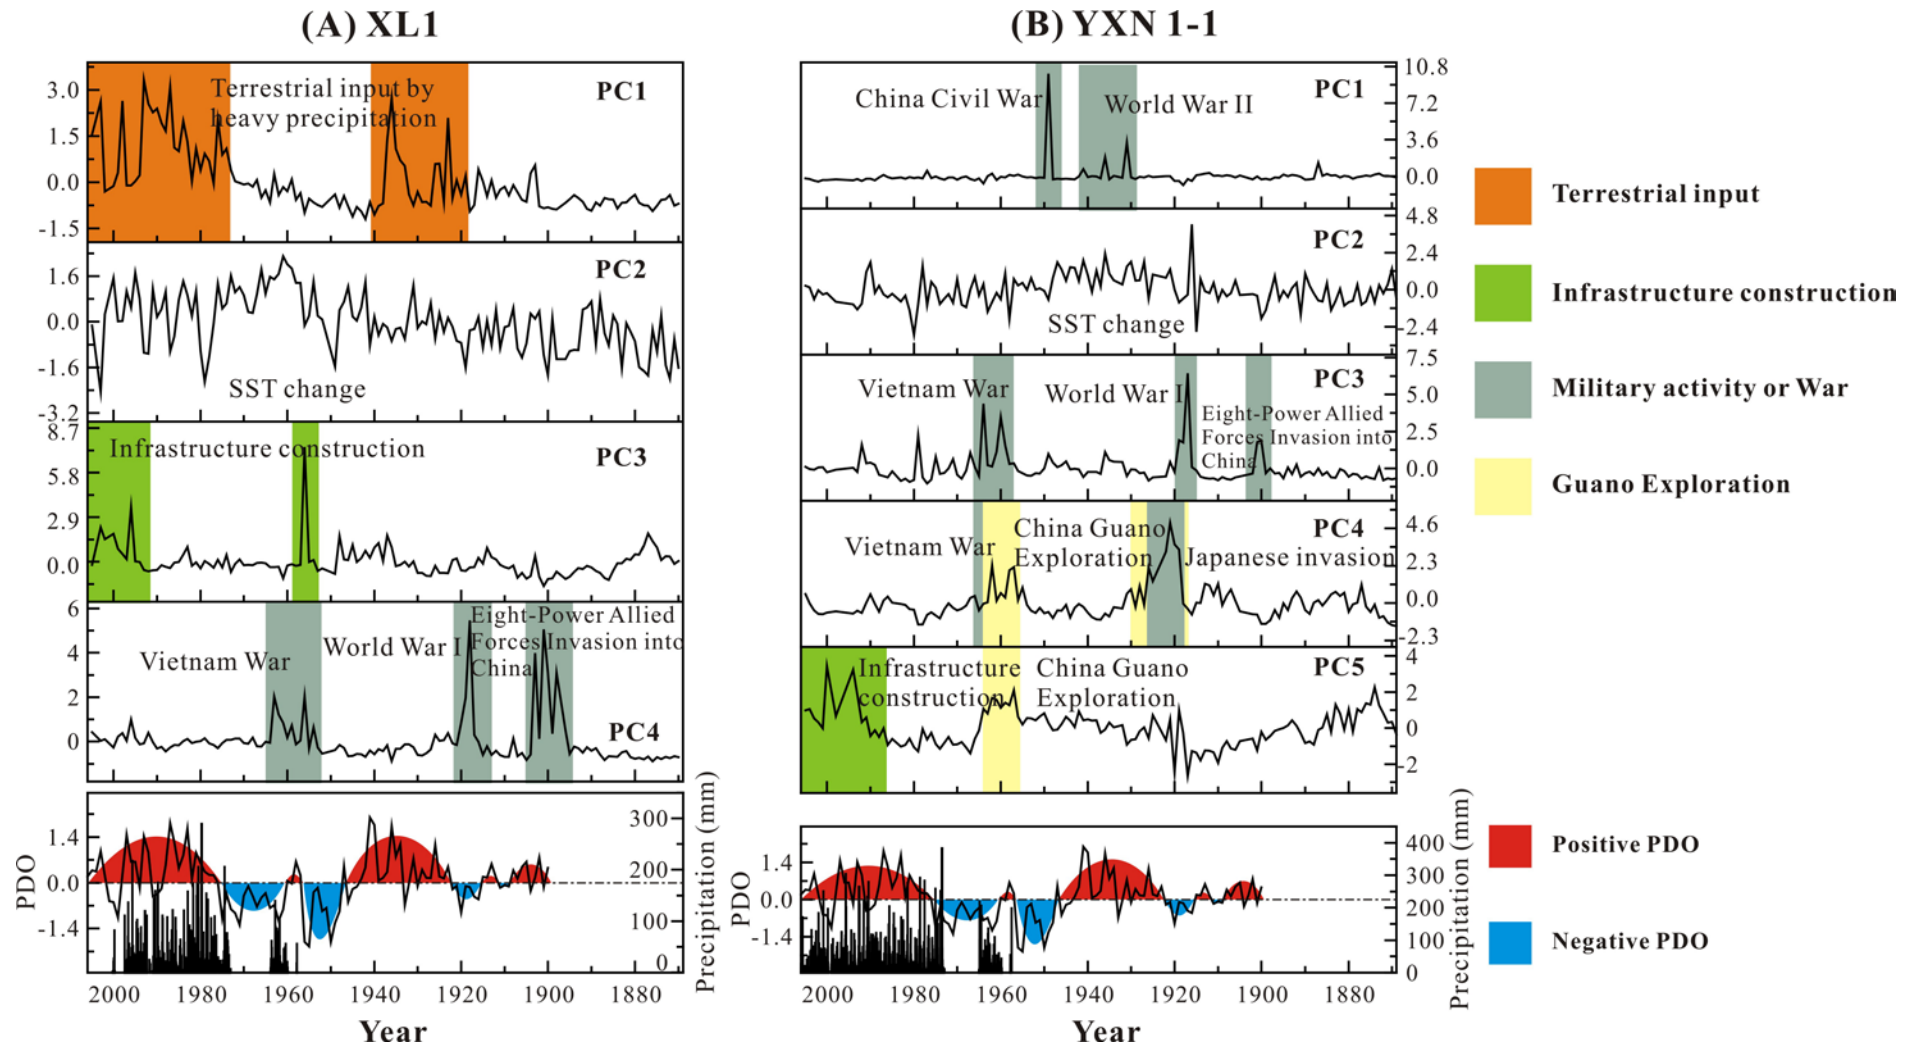 (A) XL1
3.0
1.5
0.0
-1.5
Terrestrial input by
heavy precipitation
PC1
1.6
0.0
-1.6
-3.2
SST change
PC2
8.7
5.8
2.9
0.0
Infrastructure construction
PC3
6
4
2
0
Vietnam War
World War I
Eight-Power Allied
Forces Invasion into
China
PC4
PDO
1.4
0.0
-1.4
300
200
100
0
Precipitation (mm)
2000 1980 1960 1940 1920 1900 1880
Year
(B) YXN 1-1
China Civil War
World War II
PC1
10.8
7.2
3.6
0.0
SST change
PC2
4.8
2.4
0.0
-2.4
Vietnam War
World War I
Eight-Power Allied
Forces Invasion into
China
PC3
7.5
5.0
2.5
0.0
Vietnam War
China Guano
Exploration
Japanese invasion
PC4
4.6
2.3
0.0
-2.3
Infrastructure
construction
China Guano
Exploration
PC5
4
2
0
-2
PDO
1.4
0.0
-1.4
400
300
200
100
0
Precipitation (mm)
2000 1980 1960 1940 1920 1900 1880
Year
Terrestrial input
Infrastructure construction
Military activity or War
Guano Exploration
Positive PDO
Negative PDO